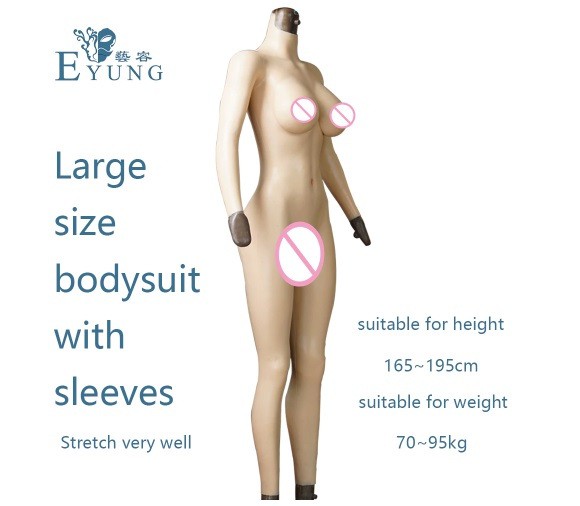 藝容
EYUNG
Large
size
bodysuit
with
sleeves
Stretch very well
suitable for height
165~195cm
suitable for weight
70~95kg